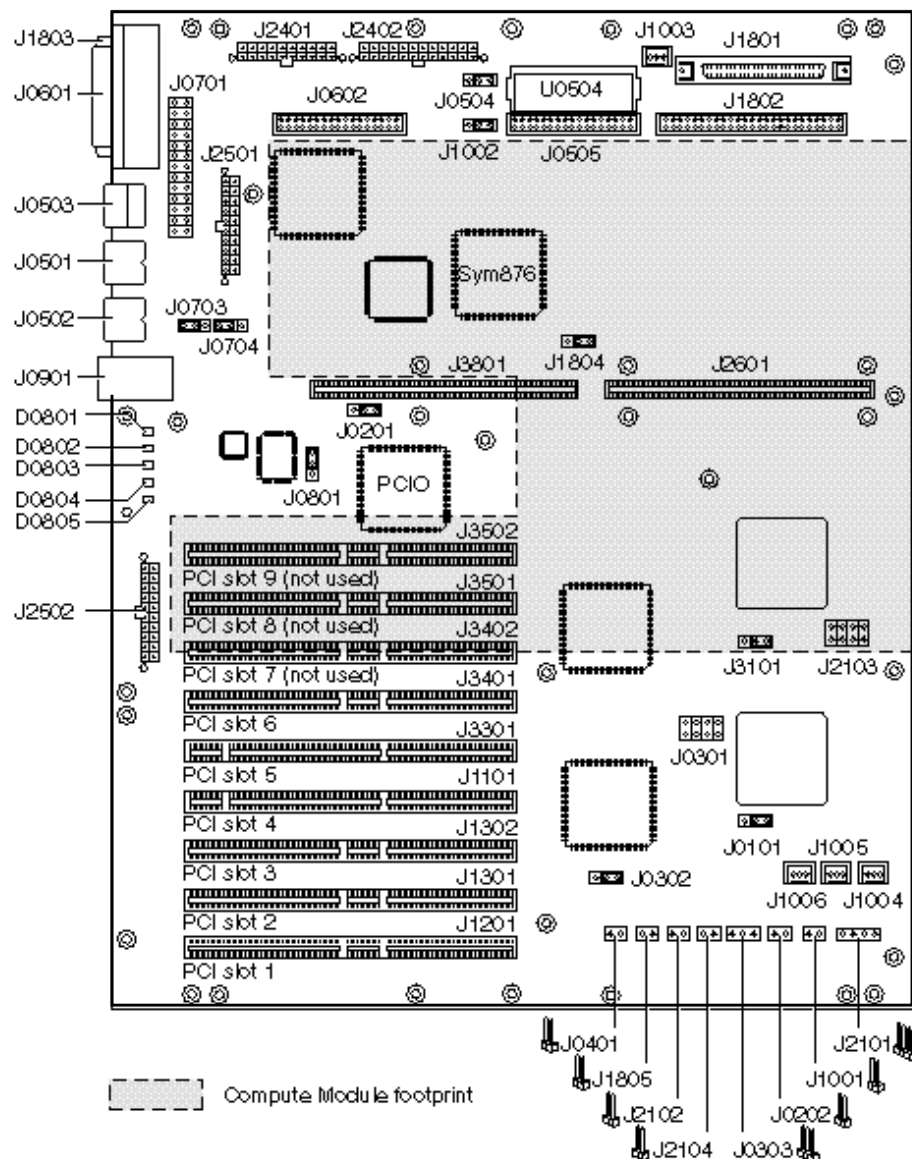 J1803
J2401
J2402
J1003
J1801
J0601
J0701
J0602
J0504
U0504
J1802
J2501
J1002
J0505
J0503
Sym876
J0501
J0703
J0502
J0704
J1804
J0901
J3801
J2601
D0801
J0201
D0802
D0803
D0804
J0801
PCIO
D0805
J3502
PCI slot 9 (not used)
J3501
J2502
PCI slot 8 (not used)
J3402
PCI slot 7 (not used)
J3401
J3101
J2103
PCI slot 6
J3301
J0301
PCI slot 5
J1101
PCI slot 4
J1302
J0101
J1005
PCI slot 3
J1301
J0302
J1006
J1004
PCI slot 2
J1201
PCI slot 1
J0401
J2101
J1805
J1001
Compute Module footprint
J2102
J0202
J2104
J0303